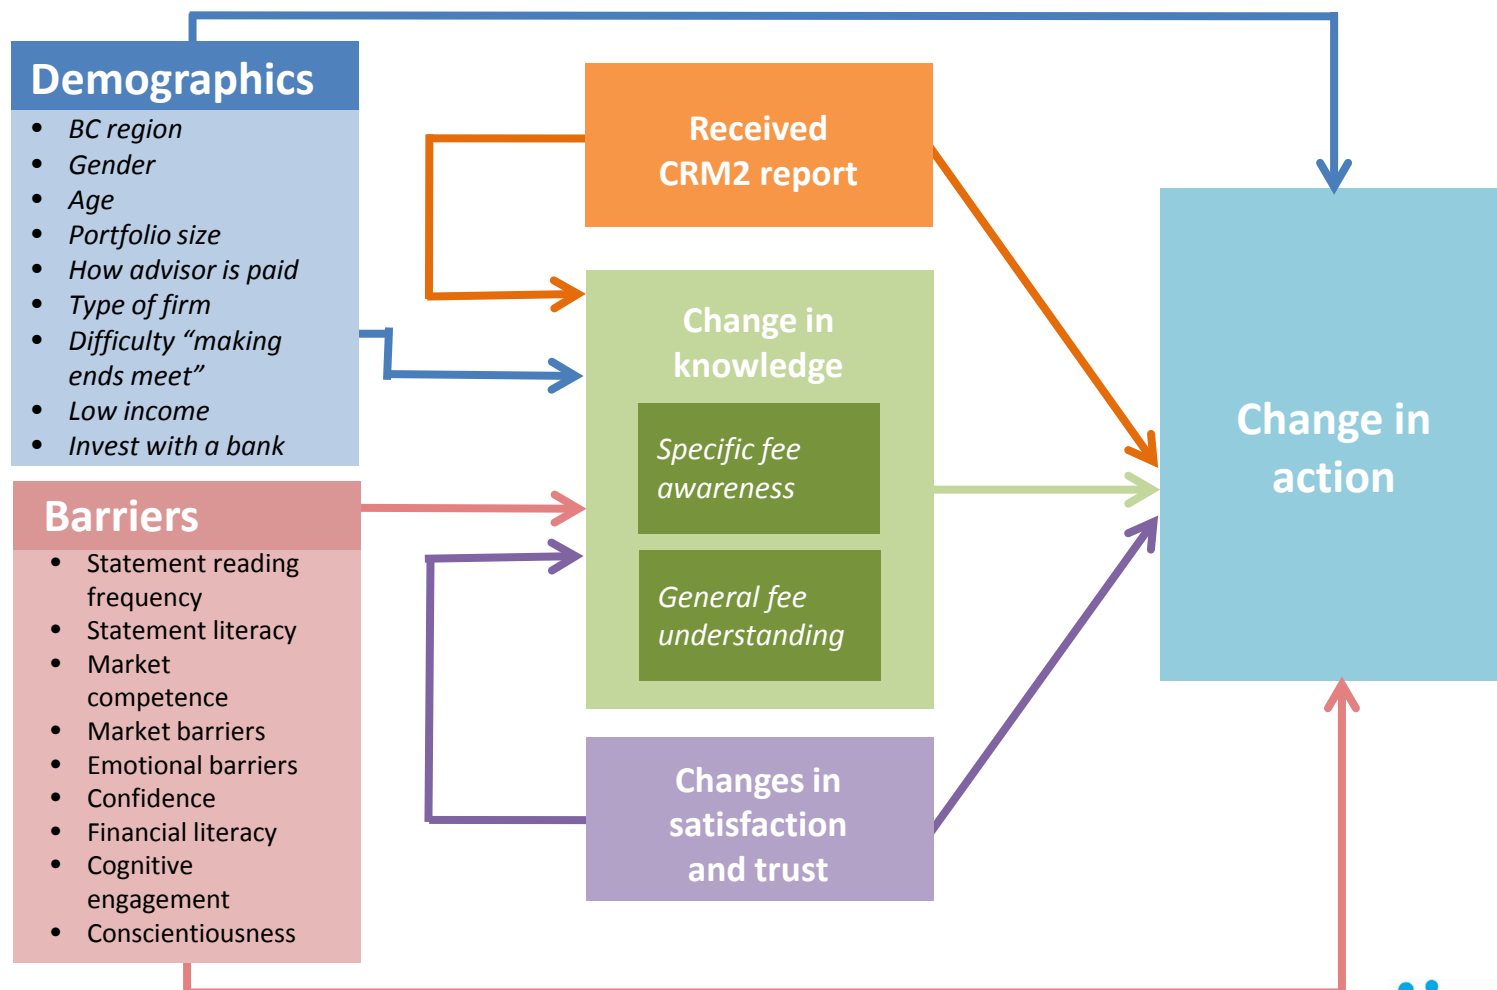 Demographics
• BC region
• Gender
• Age
• Portfolio size
• How advisor is paid
• Type of firm
• Difficulty “making
ends meet”
• Low income
• Invest with a bank
Barriers
• Statement reading
frequency
• Statement literacy
• Market
competence
• Market barriers
• Emotional barriers
• Confidence
• Financial literacy
• Cognitive
engagement
• Conscientiousness
Received
CRM2 report
Change in
knowledge
Specific fee
awareness
General fee
understanding
Changes in
satisfaction
and trust
Change in
action